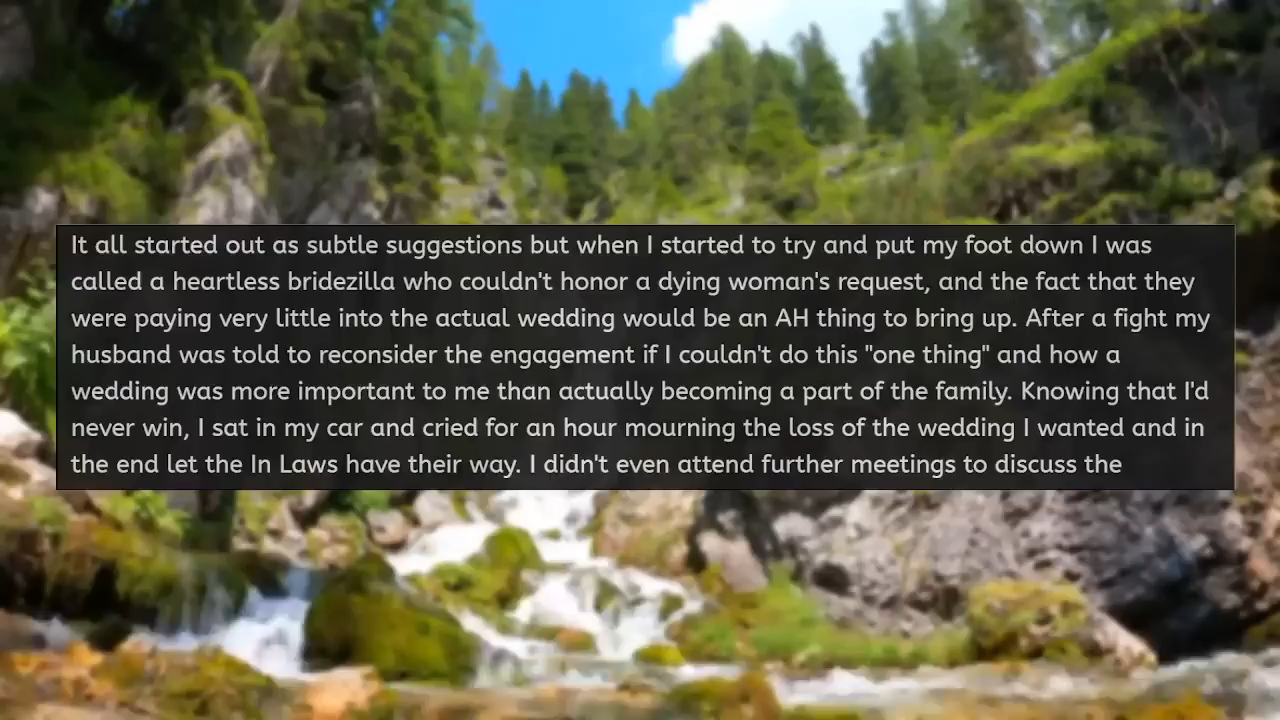 It all started out as subtle suggestions but when I started to try and put my foot down I was
called a heartless bridezilla who couldn't honor a dying woman's request, and the fact that they
were paying very little into the actual wedding would be an AH thing to bring up. After a fight my
husband was told to reconsider the engagement if I couldn't do this "one thing" and how a
wedding was more important to me than actually becoming a part of the family. Knowing that I'd
never win, I sat in my car and cried for an hour mourning the loss of the wedding I wanted and in
the end let the In Laws have their way. I didn't even attend further meetings to discuss the